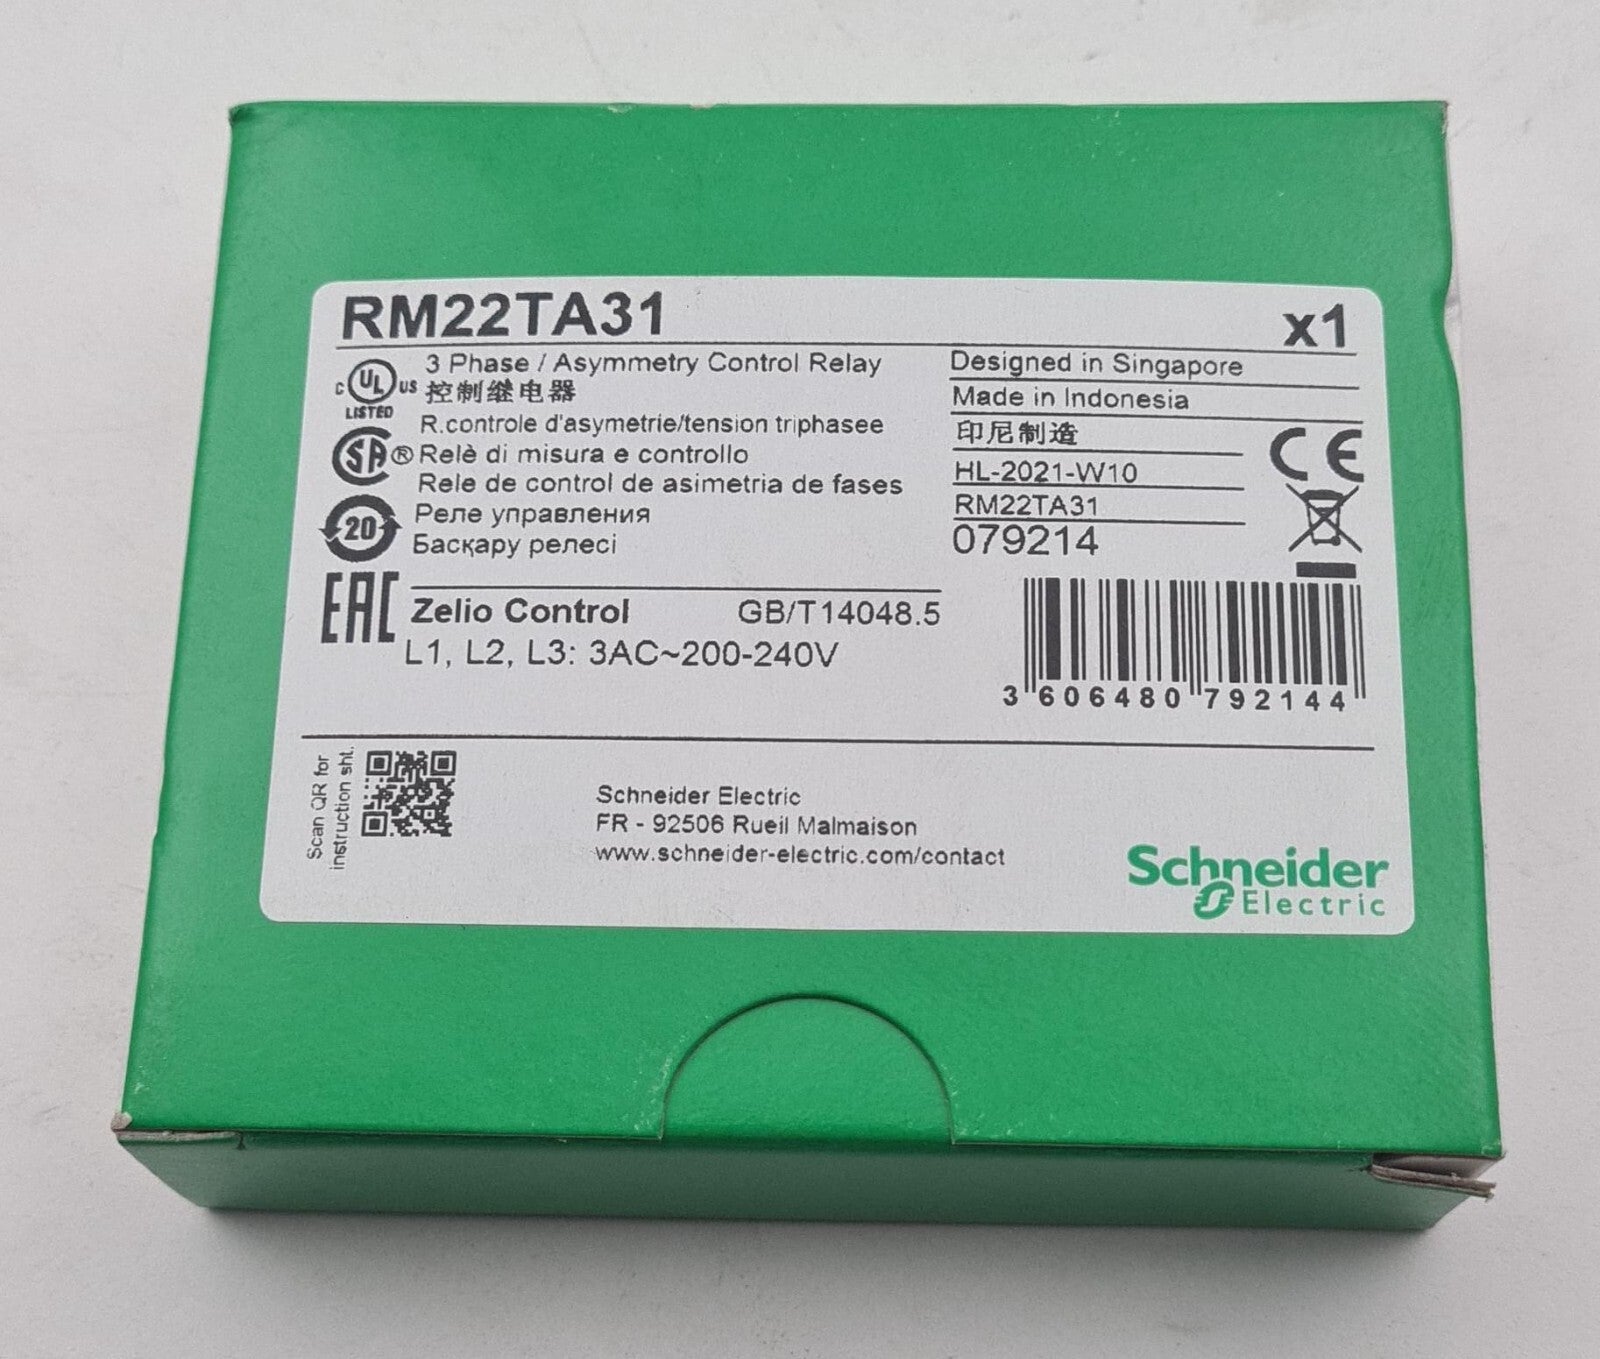 RM22TA31
x1
C UL US
LISTED
3 Phase / Asymmetry Control Relay
控制继电器
R.controle d'asymetrie/tension triphasee
SA ® Relè di misura e controllo
Rele de control de asimetria de fases
20 Реле управления
Басқару релесі
EAC
Zelio Control GB/T14048.5
L1, L2, L3: 3AC~200-240V
Designed in Singapore
Made in Indonesia
印尼制造
HL-2021-W10
RM22TA31
079214
CE
3 606480 792144
Scan QR for
instruction sht.
Schneider Electric
FR - 92506 Rueil Malmaison
www.schneider-electric.com/contact
Schneider
Electric